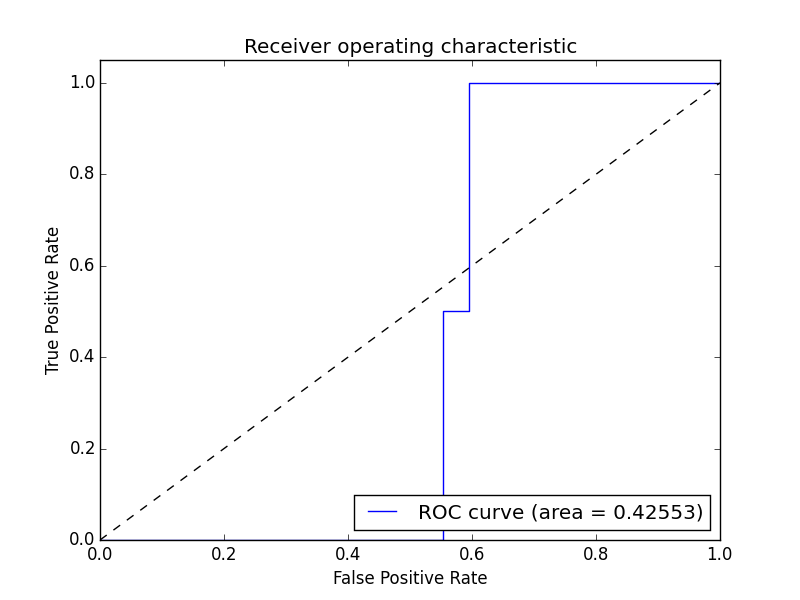 Receiver operating characteristic
1.0
0.8
0.6
0.4
0.2
0.0
True Positive Rate
ROC curve (area = 0.42553)
0.0 0.2 0.4 0.6 0.8 1.0
False Positive Rate